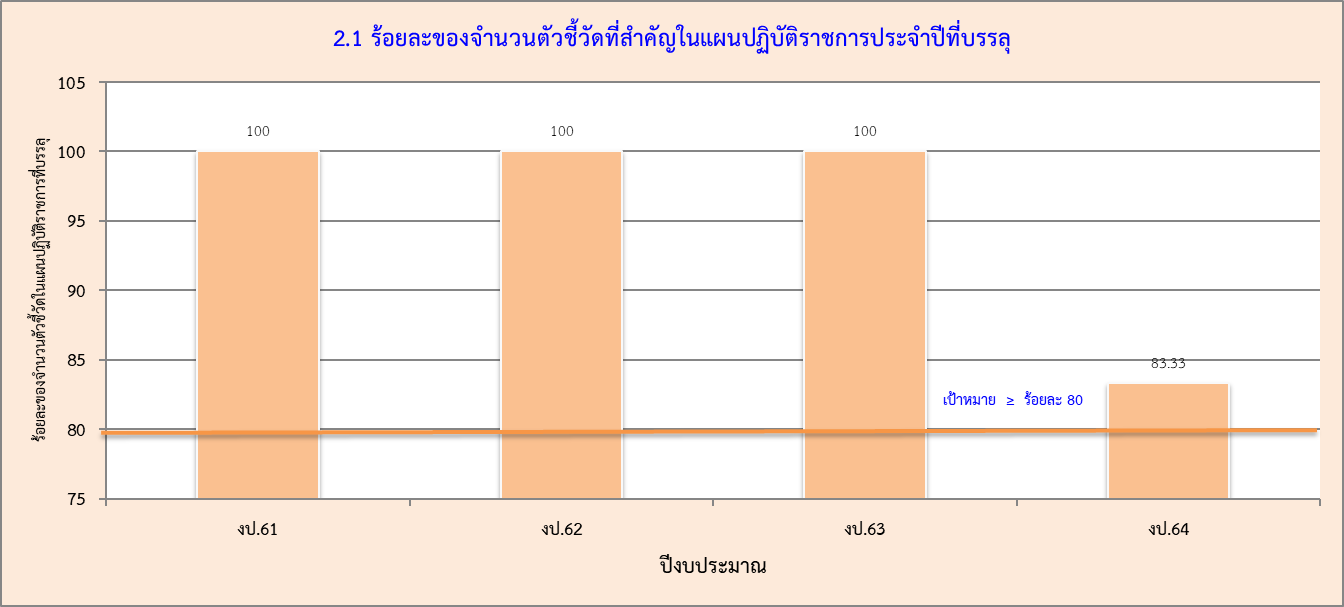 2.1 ร้อยละของจำนวนตัวชี้วัดที่สำคัญในแผนปฏิบัติราชการประจำปีที่บรรลุ
ร้อยละของจำนวนตัวชี้วัดในแผนปฏิบัติราชการที่บรรลุ
105
100
95
90
85
80
75
100
100
100
83.33
เป้าหมาย ≥ ร้อยละ 80
งป.61
งป.62
งป.63
งป.64
ปีงบประมาณ